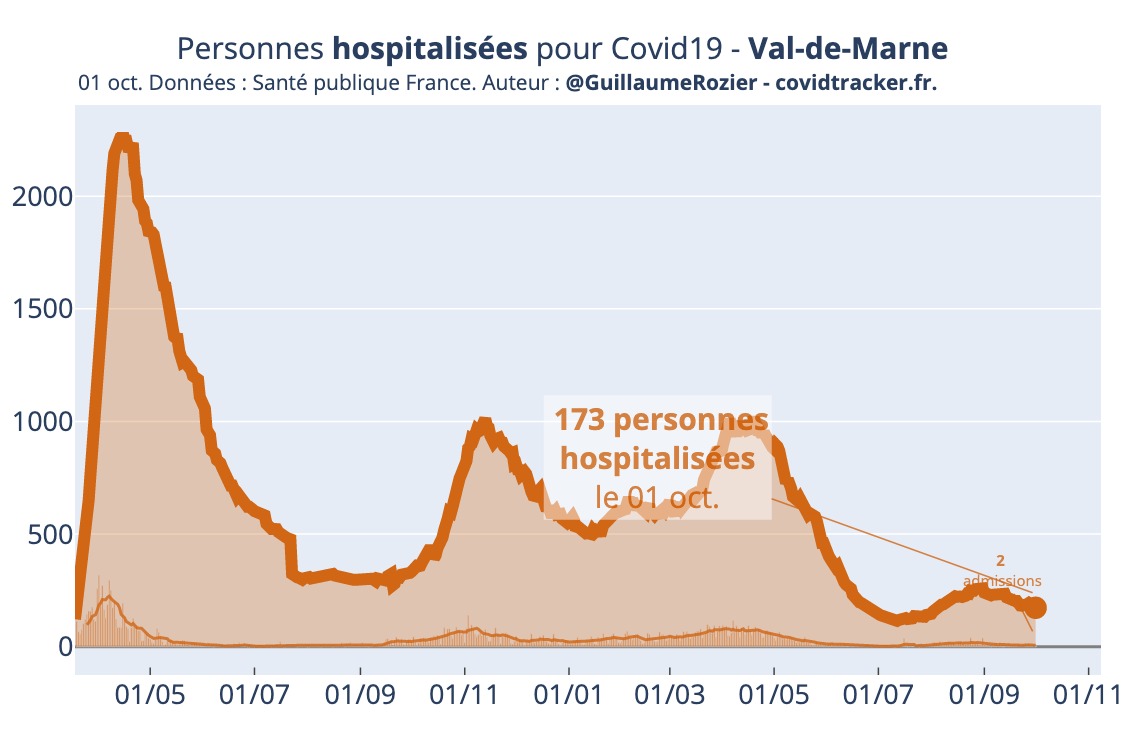 Personnes hospitalisées pour Covid19 - Val-de-Marne
01 oct. Données : Santé publique France. Auteur : @GuillaumeRozier - covidtracker.fr.
2000
1500
1000
500
0
173 personnes
hospitalisées
le 01 oct.
2
admissions
01/05 01/07 01/09 01/11 01/01 01/03 01/05 01/07 01/09 01/11